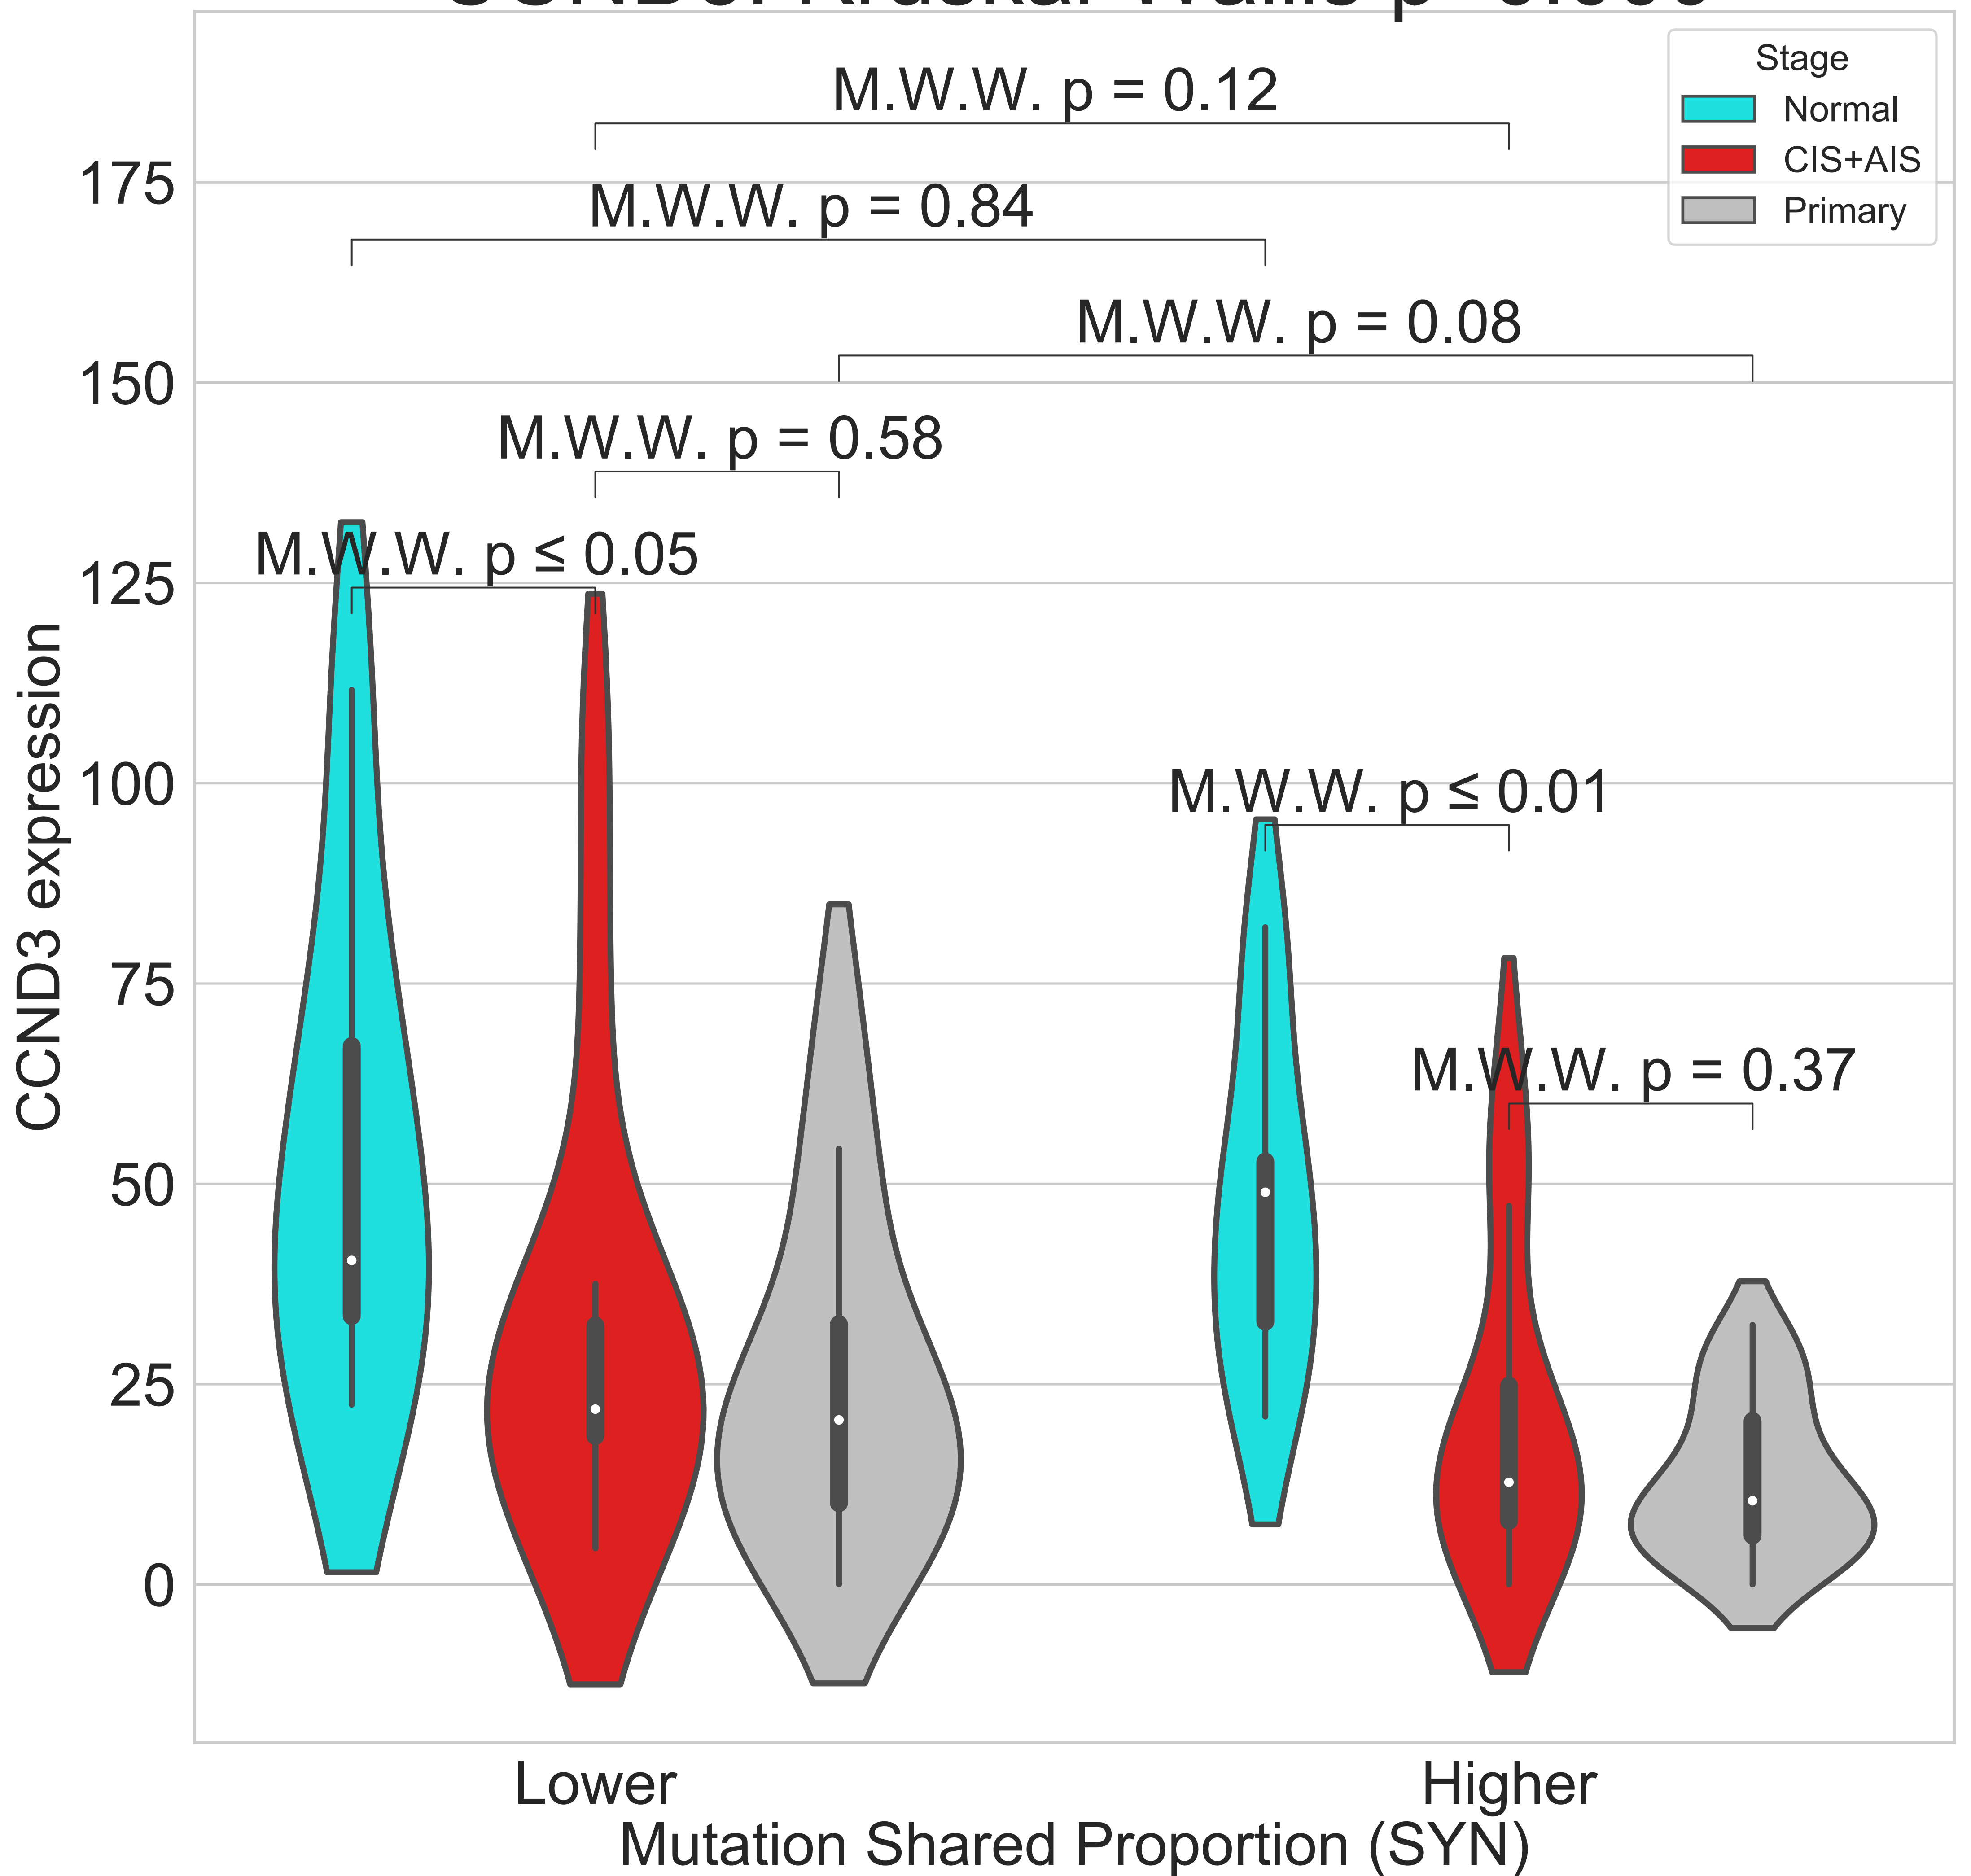 Stage
Normal
CIS+AIS
Primary
M.W.W. p = 0.12
M.W.W. p = 0.84
M.W.W. p = 0.08
M.W.W. p = 0.58
M.W.W. p ≤ 0.05
M.W.W. p ≤ 0.01
M.W.W. p = 0.37
175
150
125
100
75
50
25
0
CCND3 expression
Lower
Higher
Mutation Shared Proportion (SYN)